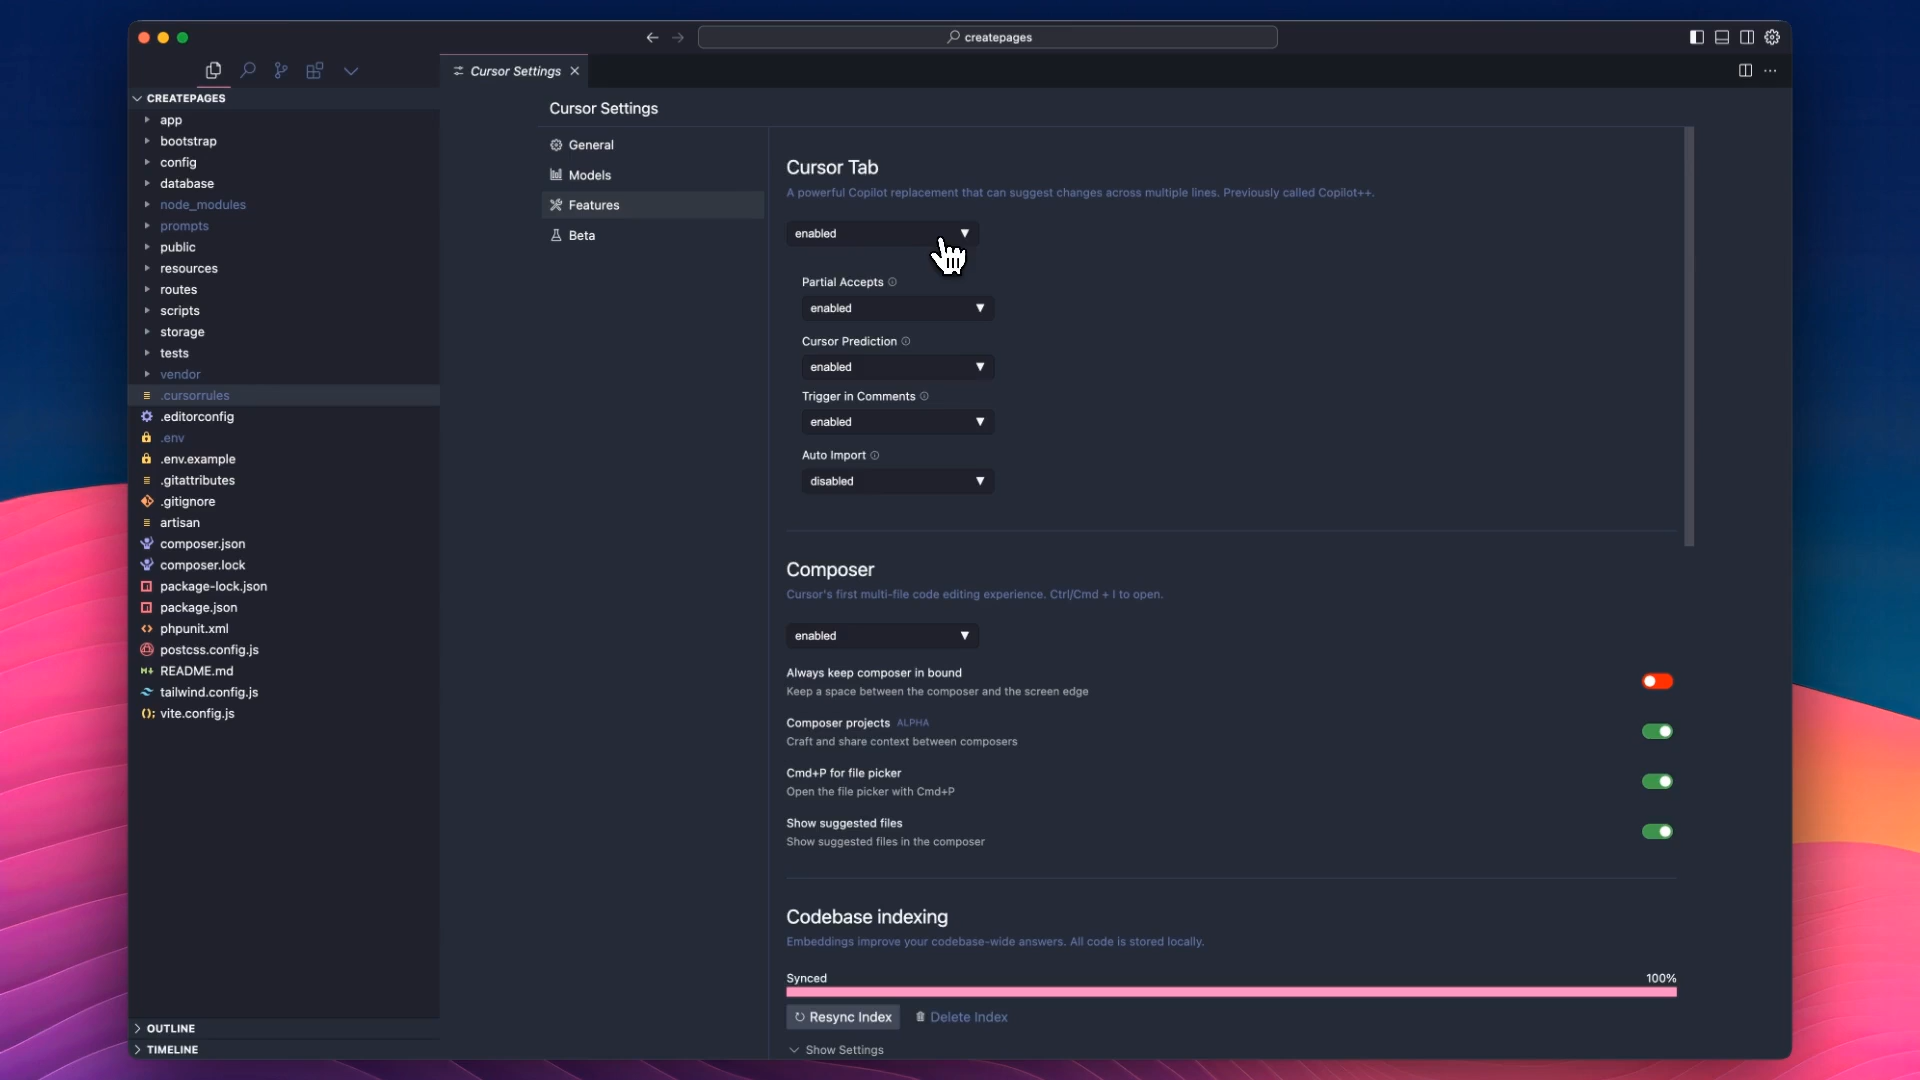 createpages
Cursor Settings
CREATEPAGES
app
bootstrap
config
database
node_modules
prompts
public
resources
routes
scripts
storage
tests
vendor
.cursorrules
.editorconfig
.env
.env.example
.gitattributes
.gitignore
artisan
composer.json
composer.lock
package-lock.json
package.json
phpunit.xml
postcss.config.js
README.md
tailwind.config.js
vite.config.js
OUTLINE
TIMELINE
Cursor Settings
General
Models
Features
Beta
Cursor Tab
A powerful Copilot replacement that can suggest changes across multiple lines. Previously called Copilot++.
enabled
Partial Accepts
enabled
Cursor Prediction
enabled
Trigger in Comments
enabled
Auto Import
disabled
Composer
Cursor's first multi-file code editing experience. Ctrl/Cmd + I to open.
enabled
Always keep composer in bound
Keep a space between the composer and the screen edge
Composer projects ALPHA
Craft and share context between composers
Cmd+P for file picker
Open the file picker with Cmd+P
Show suggested files
Show suggested files in the composer
Codebase indexing
Embeddings improve your codebase-wide answers. All code is stored locally.
Synced 100%
Resync Index Delete Index
Show Settings